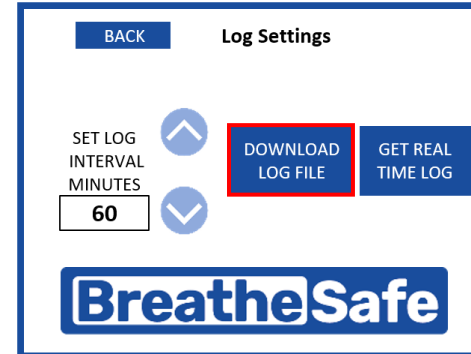 BACK
Log Settings
SET LOG
INTERVAL
MINUTES
60
DOWNLOAD
LOG FILE
GET REAL
TIME LOG
BreatheSafe